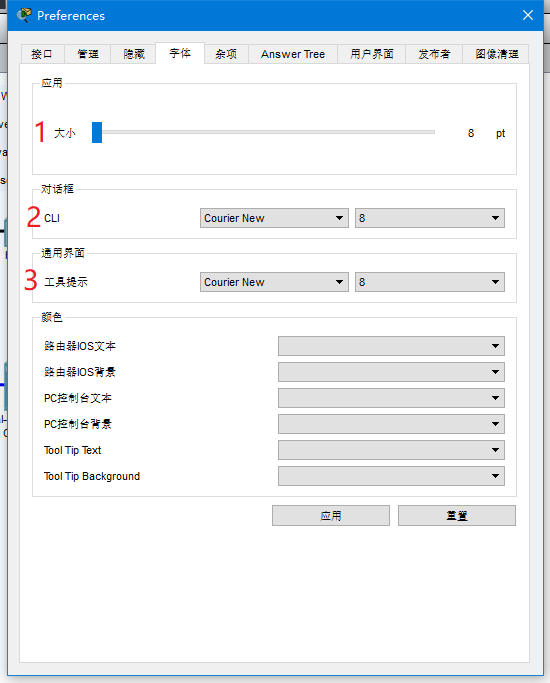 Preferences
接口 管理 隐藏 字体 杂项 Answer Tree 用户界面 发布者 图像清理
应用
1 大小 8 pt
对话框
2 CLI Courier New 8
通用界面
3 工具提示 Courier New 8
颜色
路由器IOS文本
路由器IOS背景
PC控制台文本
PC控制台背景
Tool Tip Text
Tool Tip Background
应用 重置